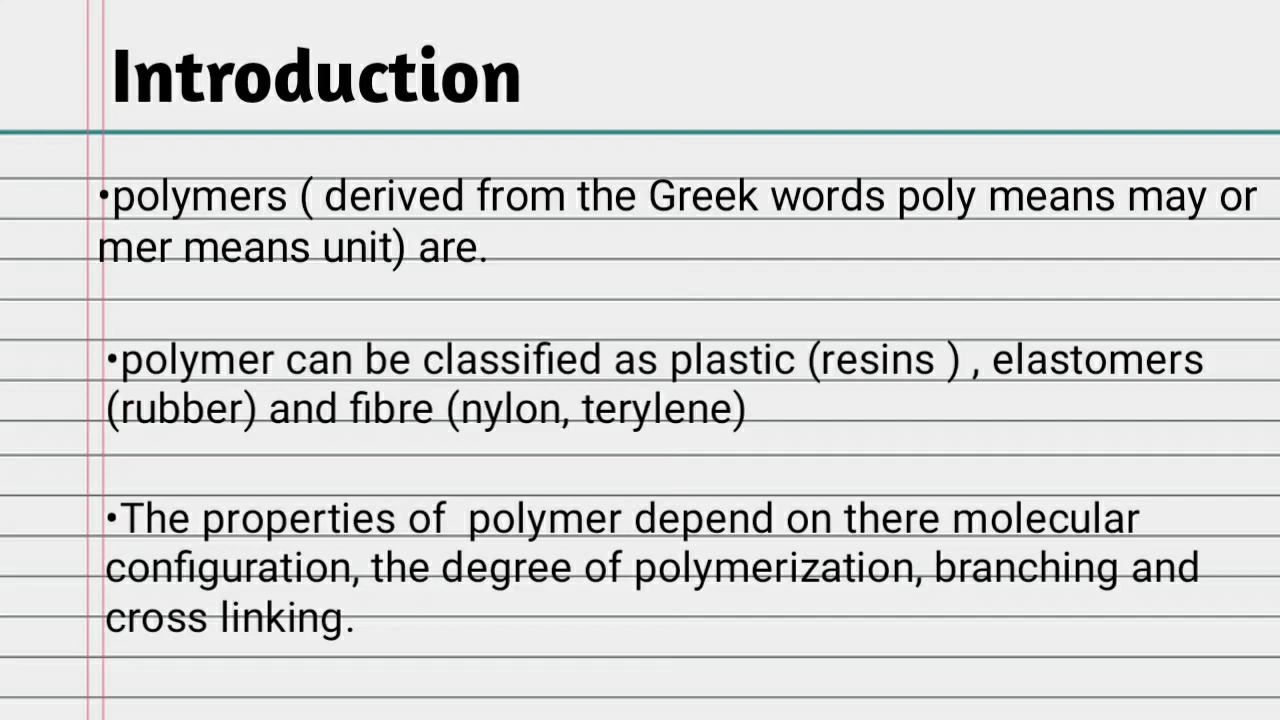 Introduction
•polymers ( derived from the Greek words poly means may or
mer means unit) are.
•polymer can be classified as plastic (resins ) , elastomers
(rubber) and fibre (nylon, terylene)
•The properties of  polymer depend on there molecular
configuration, the degree of polymerization, branching and
cross linking.